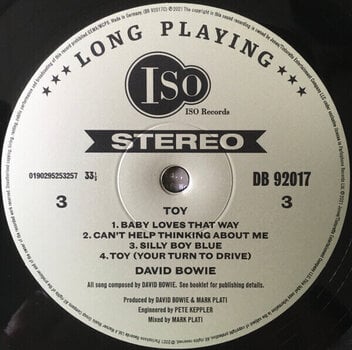 ★★★ LONG PLAYING ★★★
ISO
ISO Records
STEREO
0190295253257 33⅓ DB 92017
3 3
TOY
1. BABY LOVES THAT WAY
2. CAN'T HELP THINKING ABOUT ME
3. SILLY BOY BLUE
4. TOY (YOUR TURN TO DRIVE)
DAVID BOWIE
All song composed by DAVID BOWIE. See booklet for publishing details.
Produced by DAVID BOWIE & MARK PLATI
Engineered by PETE KEPPLER
Mixed by MARK PLATI